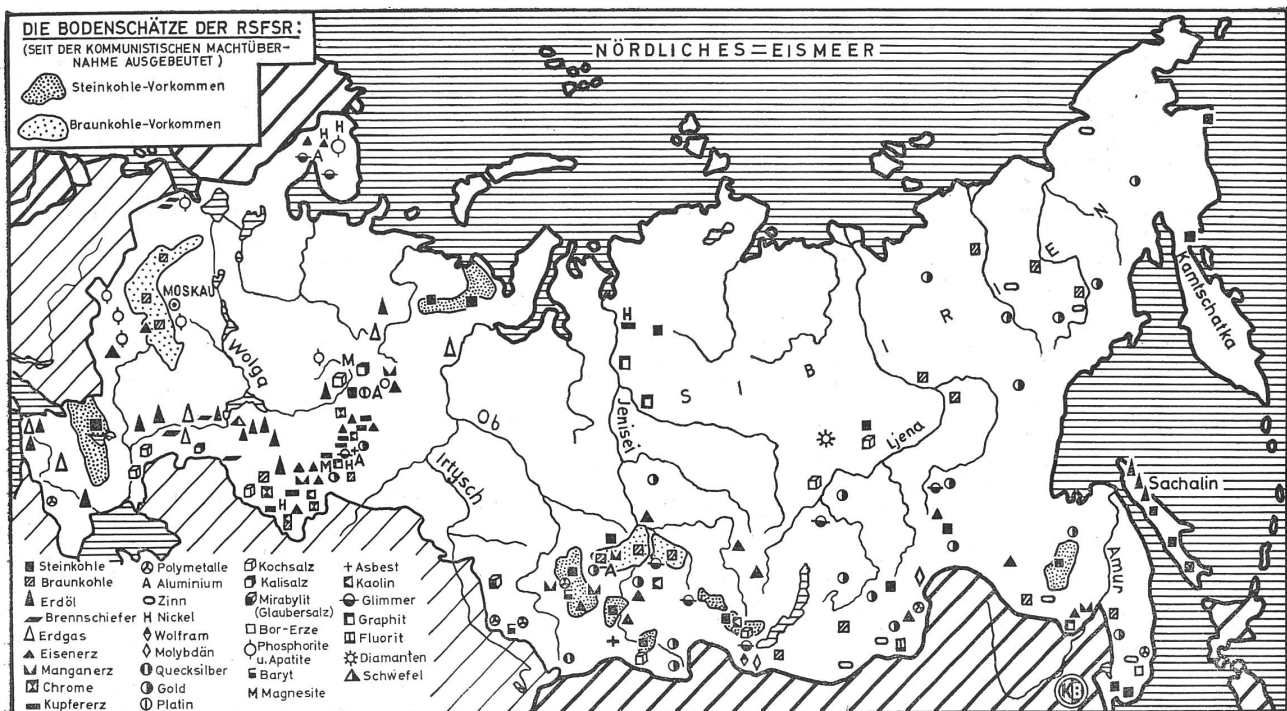 DIE BODENSCHÄTZE DER RSFSR:
(SEIT DER KOMMUNISTISCHEN MACHTÜBER-
NAHME AUSGEBEUTET)
Steinkohle-Vorkommen
Braunkohle-Vorkommen
NÖRDLICHES EISMEER
MOSKAU
Wolga
Ob
Irtysch
Jenisei
SIBIRIEN
Ljena
Kamtschatka
Sachalin
Amur
Steinkohle
Braunkohle
Erdöl
Brennschiefer
Erdgas
Eisenerz
Manganerz
Chrome
Kupfererz
Polymetalle
A Aluminium
Zinn
H Nickel
Wolfram
Molybdän
Quecksilber
Gold
Platin
Kochsalz
Kalisalz
Mirabylit
(Glaubersalz)
Bor-Erze
Phosphorite
u. Apatite
Baryt
M Magnesite
Asbest
Kaolin
Glimmer
Graphit
Fluorit
Diamanten
Schwefel
KB